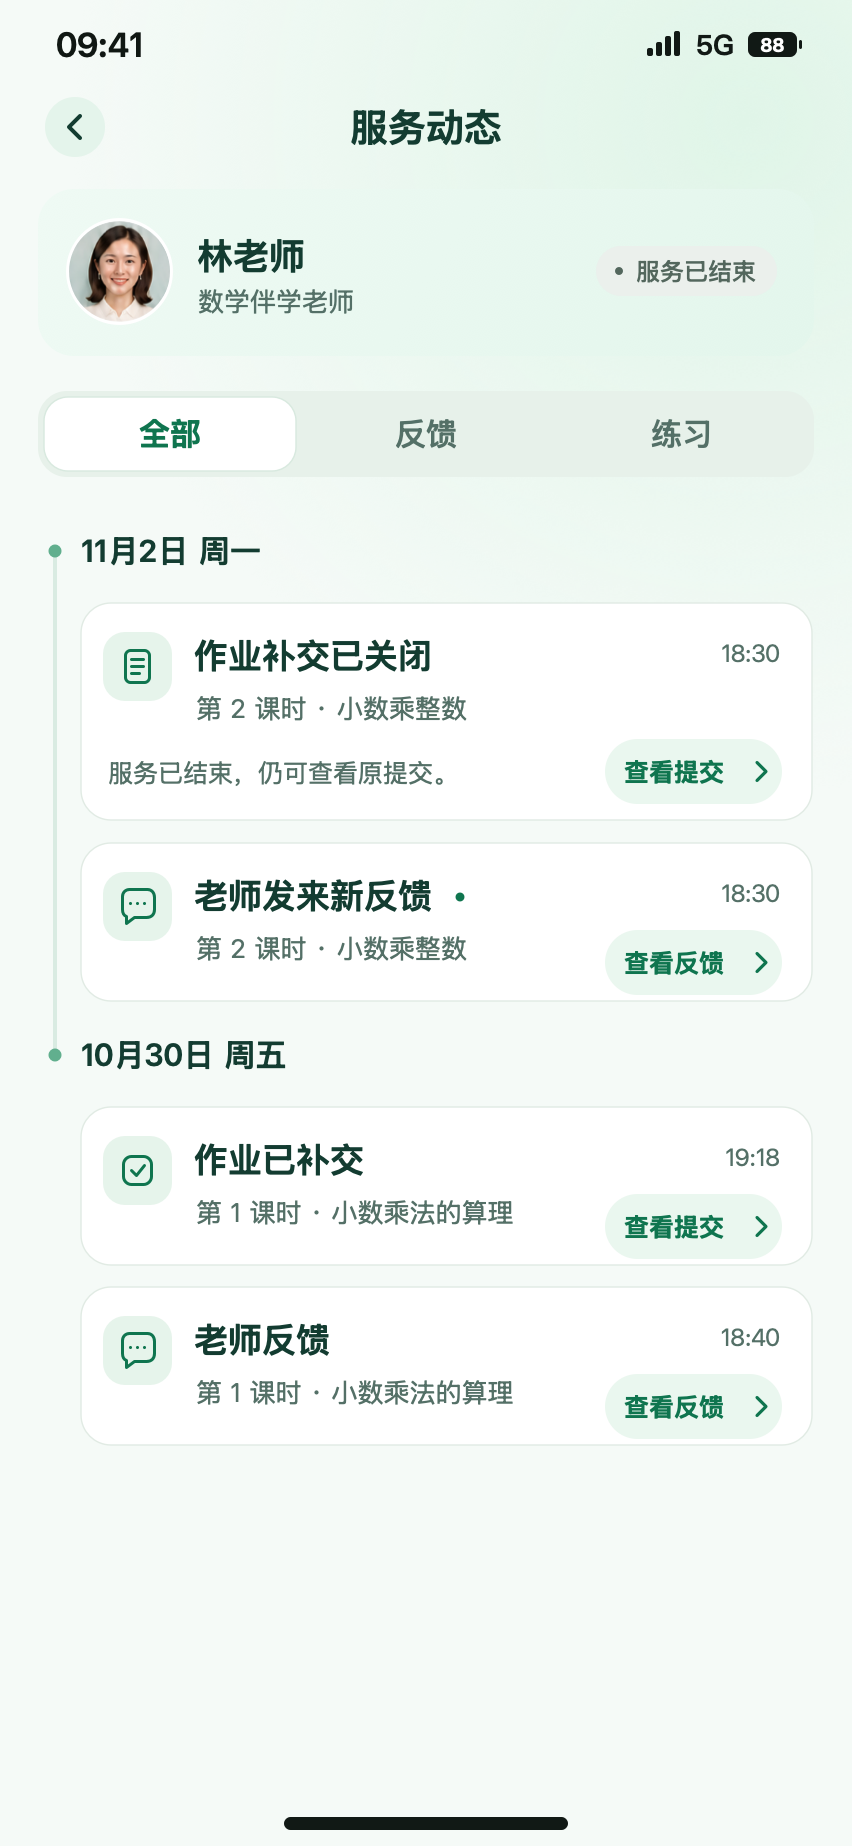 09:41
5G 88
服务动态
林老师
数学伴学老师
• 服务已结束
全部 反馈 练习
11月2日 周一
作业补交已关闭 18:30
第 2 课时 · 小数乘整数
服务已结束，仍可查看原提交。 查看提交
老师发来新反馈 • 18:30
第 2 课时 · 小数乘整数
查看反馈
10月30日 周五
作业已补交 19:18
第 1 课时 · 小数乘法的算理
查看提交
老师反馈 18:40
第 1 课时 · 小数乘法的算理
查看反馈